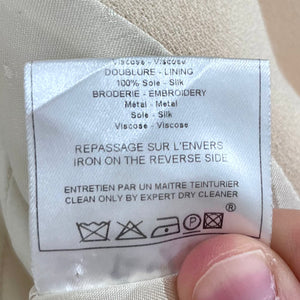 Viscose - Viscose
DOUBLURE - LINING
100% Soie - Silk
BRODERIE - EMBROIDERY
Métal - Metal
Soie - Silk
Viscose - Viscose
REPASSAGE SUR L'ENVERS
IRON ON THE REVERSE SIDE
ENTRETIEN PAR UN MAITRE TEINTURIER
CLEAN ONLY BY EXPERT DRY CLEANER
P
®